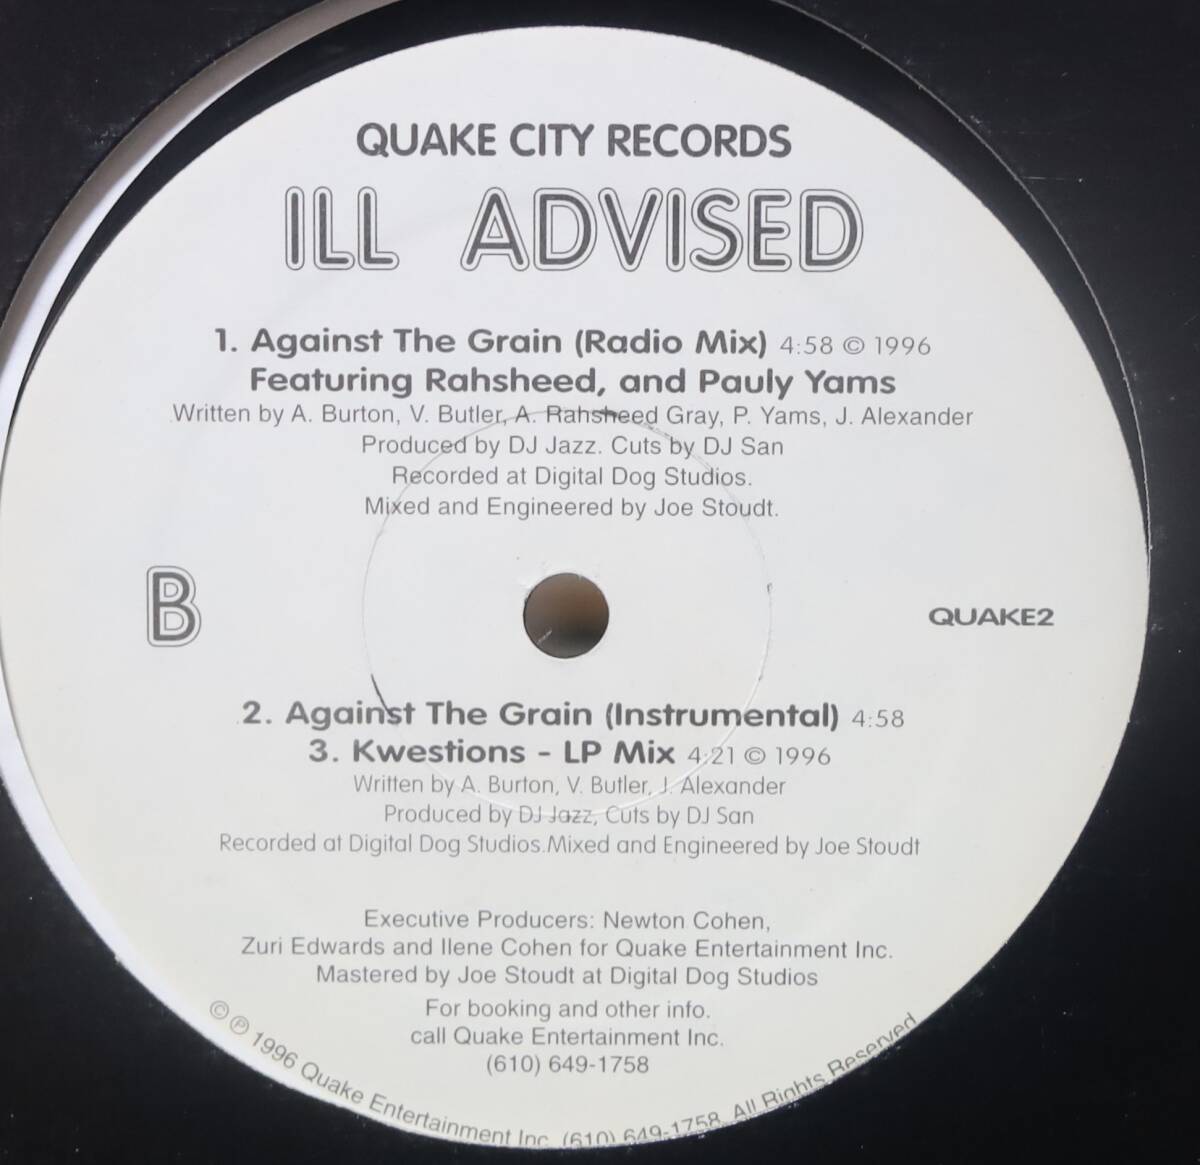 QUAKE CITY RECORDS
ILL ADVISED
1. Against The Grain (Radio Mix) 4:58 © 1996
Featuring Rahsheed, and Pauly Yams
Written by A. Burton, V. Butler, A. Rahsheed Gray, P. Yams, J. Alexander
Produced by DJ Jazz. Cuts by DJ San
Recorded at Digital Dog Studios.
Mixed and Engineered by Joe Stoudt.
B
QUAKE2
2. Against The Grain (Instrumental) 4:58
3. Kwestions - LP Mix 4:21 © 1996
Written by A. Burton, V. Butler, J. Alexander
Produced by DJ Jazz, Cuts by DJ San
Recorded at Digital Dog Studios.Mixed and Engineered by Joe Stoudt
Executive Producers: Newton Cohen,
Zuri Edwards and Ilene Cohen for Quake Entertainment Inc.
Mastered by Joe Stoudt at Digital Dog Studios
For booking and other info.
call Quake Entertainment Inc.
(610) 649-1758
© ℗ 1996 Quake Entertainment Inc. (610) 649-1758. All Rights Reserved